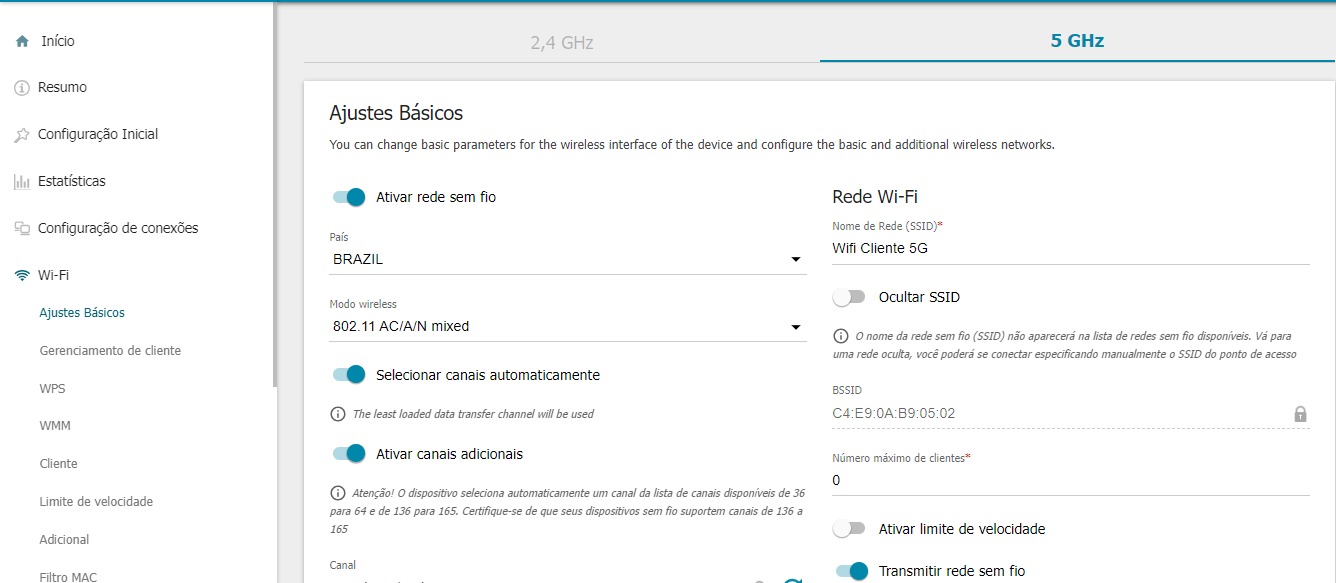 Início
Resumo
Configuração Inicial
Estatísticas
Configuração de conexões
Wi-Fi
Ajustes Básicos
Gerenciamento de cliente
WPS
WMM
Cliente
Limite de velocidade
Adicional
Filtro MAC
2,4 GHz
5 GHz
Ajustes Básicos
You can change basic parameters for the wireless interface of the device and configure the basic and additional wireless networks.
Ativar rede sem fio
País
BRAZIL
Modo wireless
802.11 AC/A/N mixed
Selecionar canais automaticamente
The least loaded data transfer channel will be used
Ativar canais adicionais
Atenção! O dispositivo seleciona automaticamente um canal da lista de canais disponíveis de 36
para 64 e de 136 para 165. Certifique-se de que seus dispositivos sem fio suportem canais de 136 a
165
Canal
Rede Wi-Fi
Nome de Rede (SSID)*
Wifi Cliente 5G
Ocultar SSID
O nome da rede sem fio (SSID) não aparecerá na lista de redes sem fio disponíveis. Vá para
uma rede oculta, você poderá se conectar especificando manualmente o SSID do ponto de acesso
BSSID
C4:E9:0A:B9:05:02
Número máximo de clientes*
0
Ativar limite de velocidade
Transmitir rede sem fio